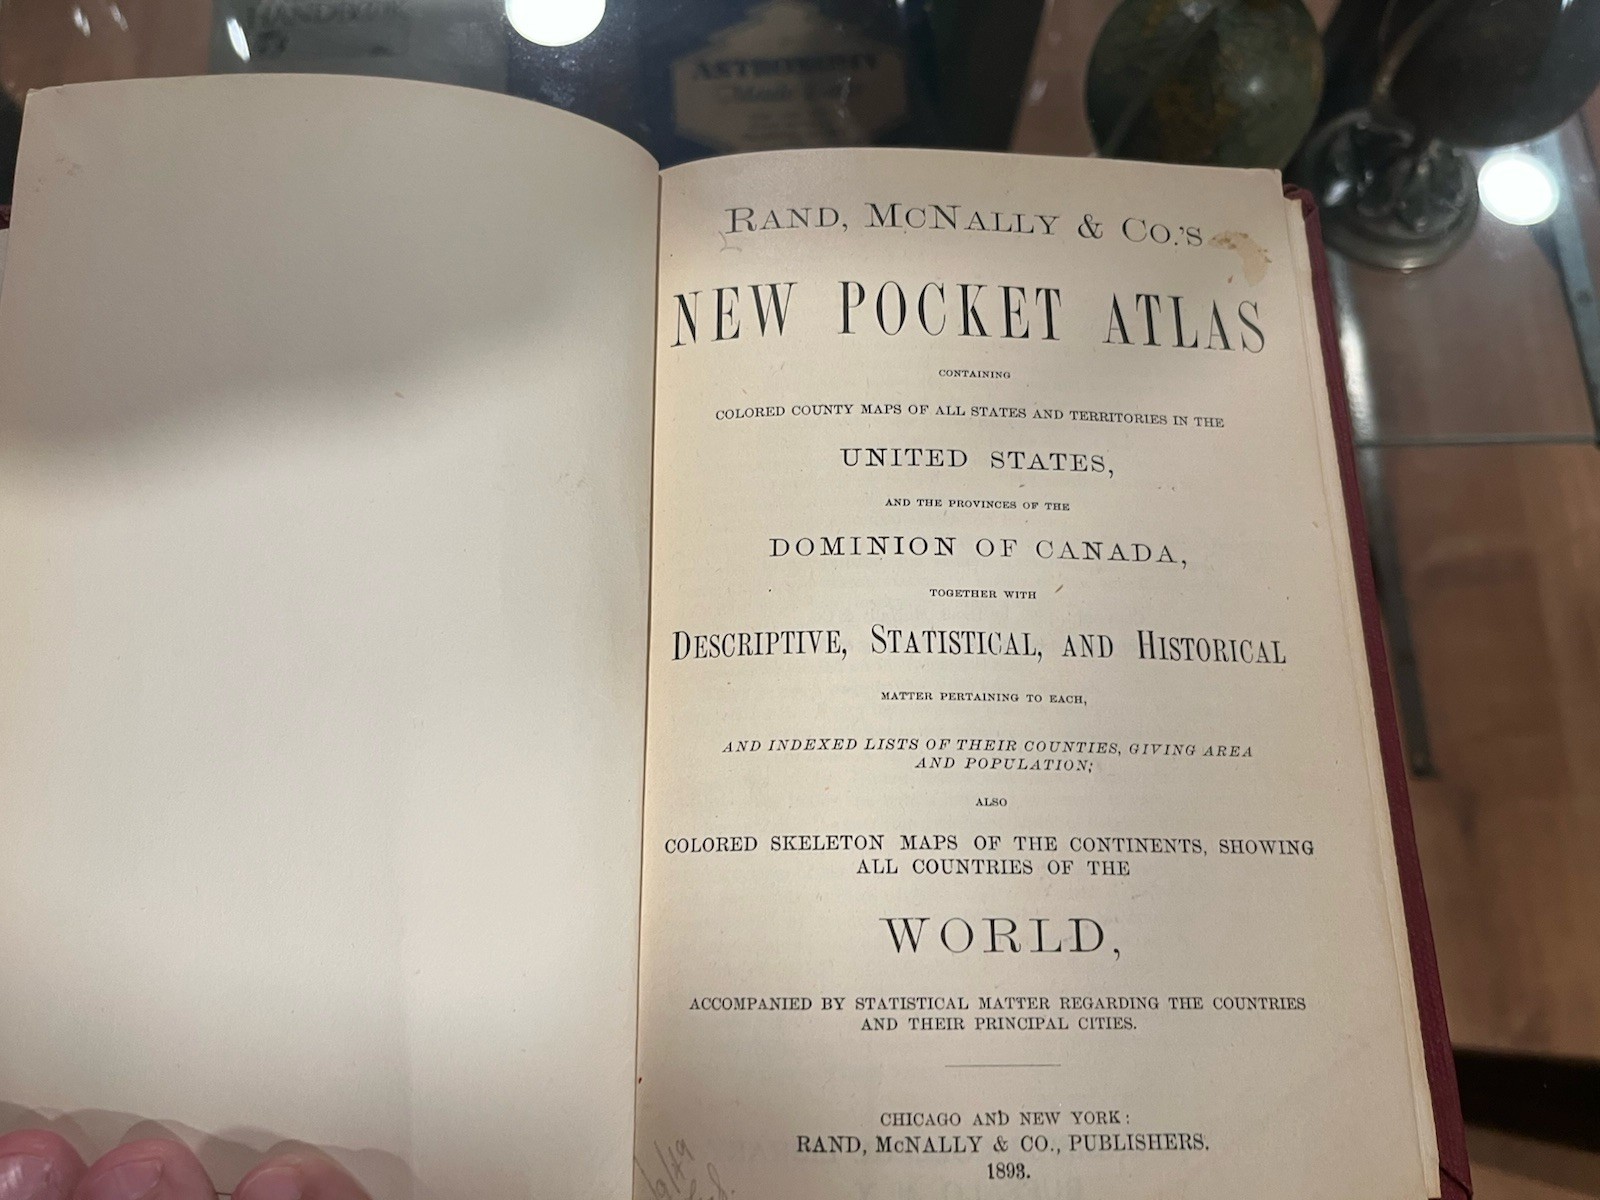 HANDBOOK
ASTRONOMY
Made Easy
RAND, MCNALLY & CO.'S
NEW POCKET ATLAS
CONTAINING
COLORED COUNTY MAPS OF ALL STATES AND TERRITORIES IN THE
UNITED STATES,
AND THE PROVINCES OF THE
DOMINION OF CANADA,
TOGETHER WITH
DESCRIPTIVE, STATISTICAL, AND HISTORICAL
MATTER PERTAINING TO EACH,
AND INDEXED LISTS OF THEIR COUNTIES, GIVING AREA
AND POPULATION;
ALSO
COLORED SKELETON MAPS OF THE CONTINENTS, SHOWING
ALL COUNTRIES OF THE
WORLD,
ACCOMPANIED BY STATISTICAL MATTER REGARDING THE COUNTRIES
AND THEIR PRINCIPAL CITIES.
CHICAGO AND NEW YORK:
RAND, MCNALLY & CO., PUBLISHERS.
1893.